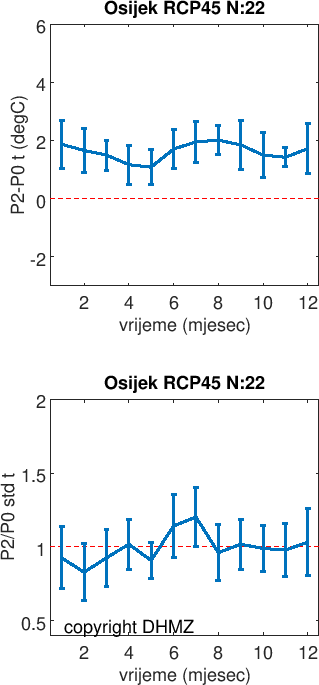 Osijek RCP45 N:22
6
4
2
0
-2
P2-P0 t (degC)
2 4 6 8 10 12
vrijeme (mjesec)
Osijek RCP45 N:22
2
1.5
1
0.5
P2/P0 std t
copyright DHMZ
2 4 6 8 10 12
vrijeme (mjesec)